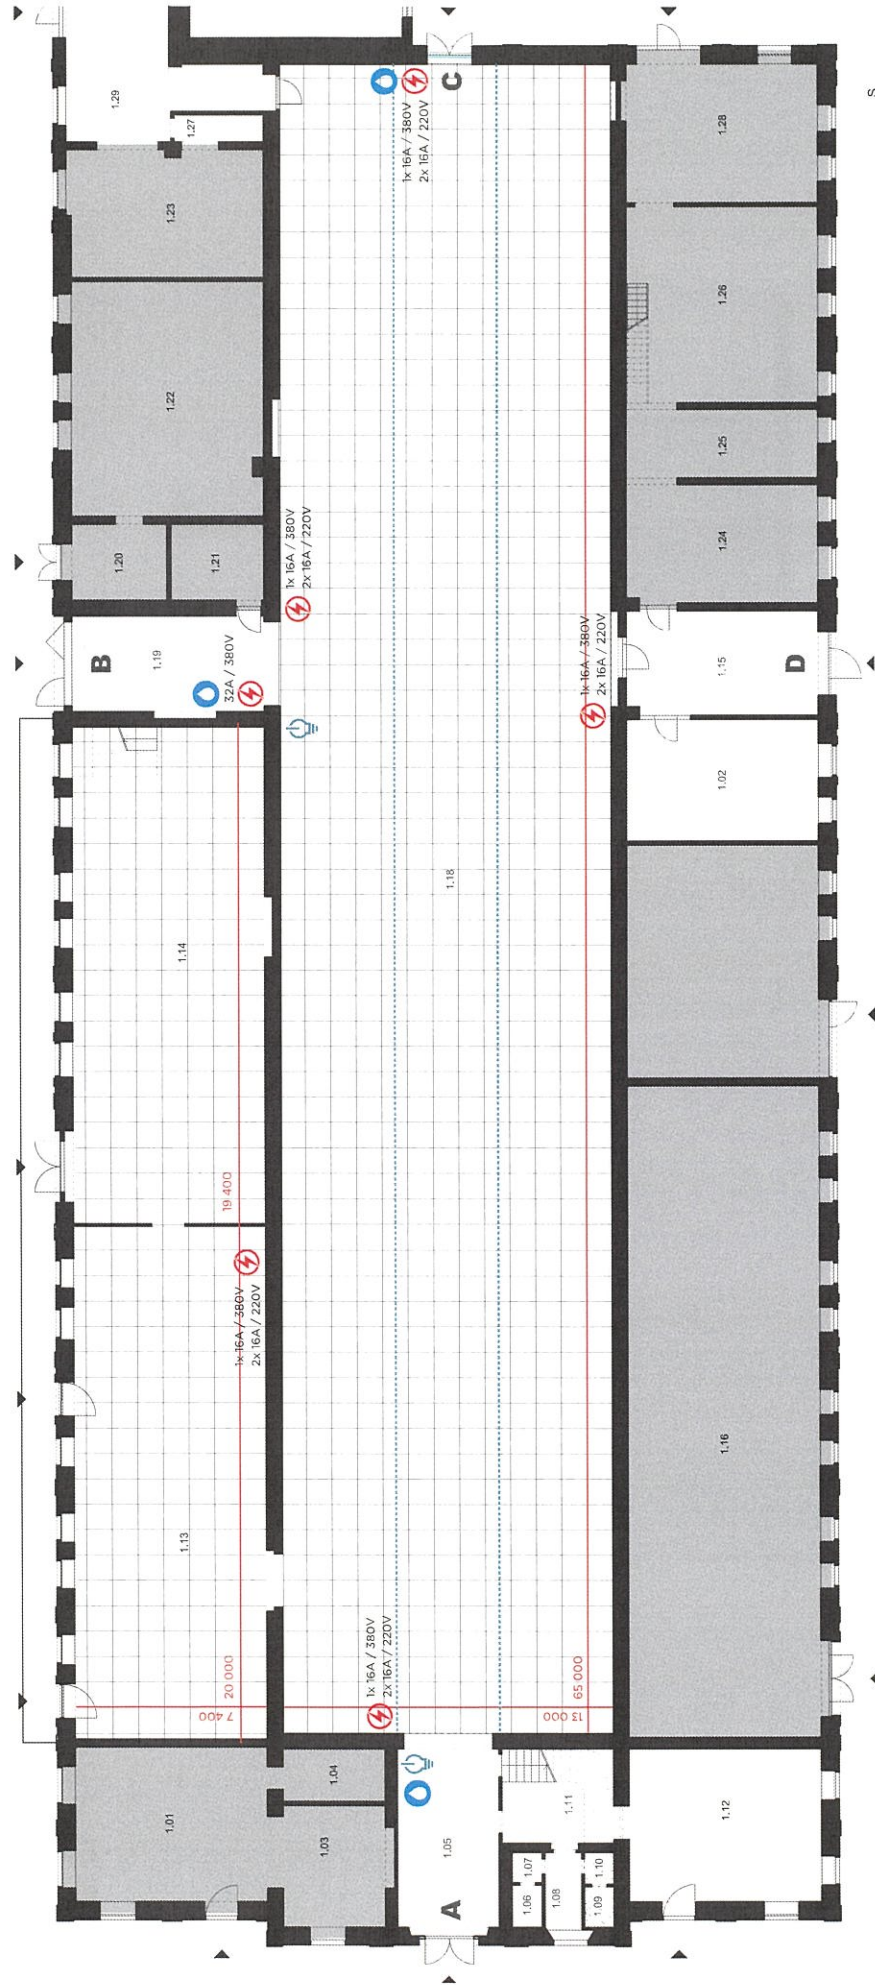 1.29
1.27
1.23
1.22
1.20
1.21
B
1.19
32A / 380V
1x 16A / 380V
2x 16A / 220V
1x 16A / 380V
2x 16A / 220V
C
S
1.28
1.26
1.25
1.24
1x 16A / 380V
2x 16A / 220V
1.15
D
1.02
1.18
1.14
19 400
1x 16A / 380V
2x 16A / 220V
1.13
20 000
7 400
1x 16A / 380V
2x 16A / 220V
65 000
13 000
1.16
1.01
1.04
1.03
1.05
A
1.11
1.07
1.06
1.08
1.10
1.09
1.12